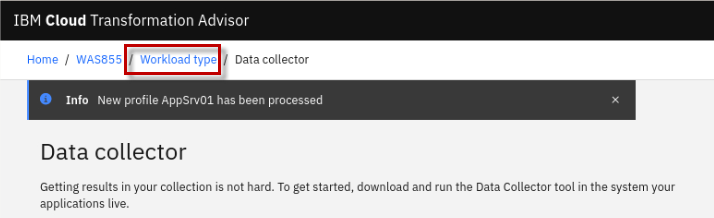 IBM Cloud Transformation Advisor
Home / WAS855 / Workload type / Data collector
Info New profile AppSrv01 has been processed ×
Data collector
Getting results in your collection is not hard. To get started, download and run the Data Collector tool in the system your
applications live.